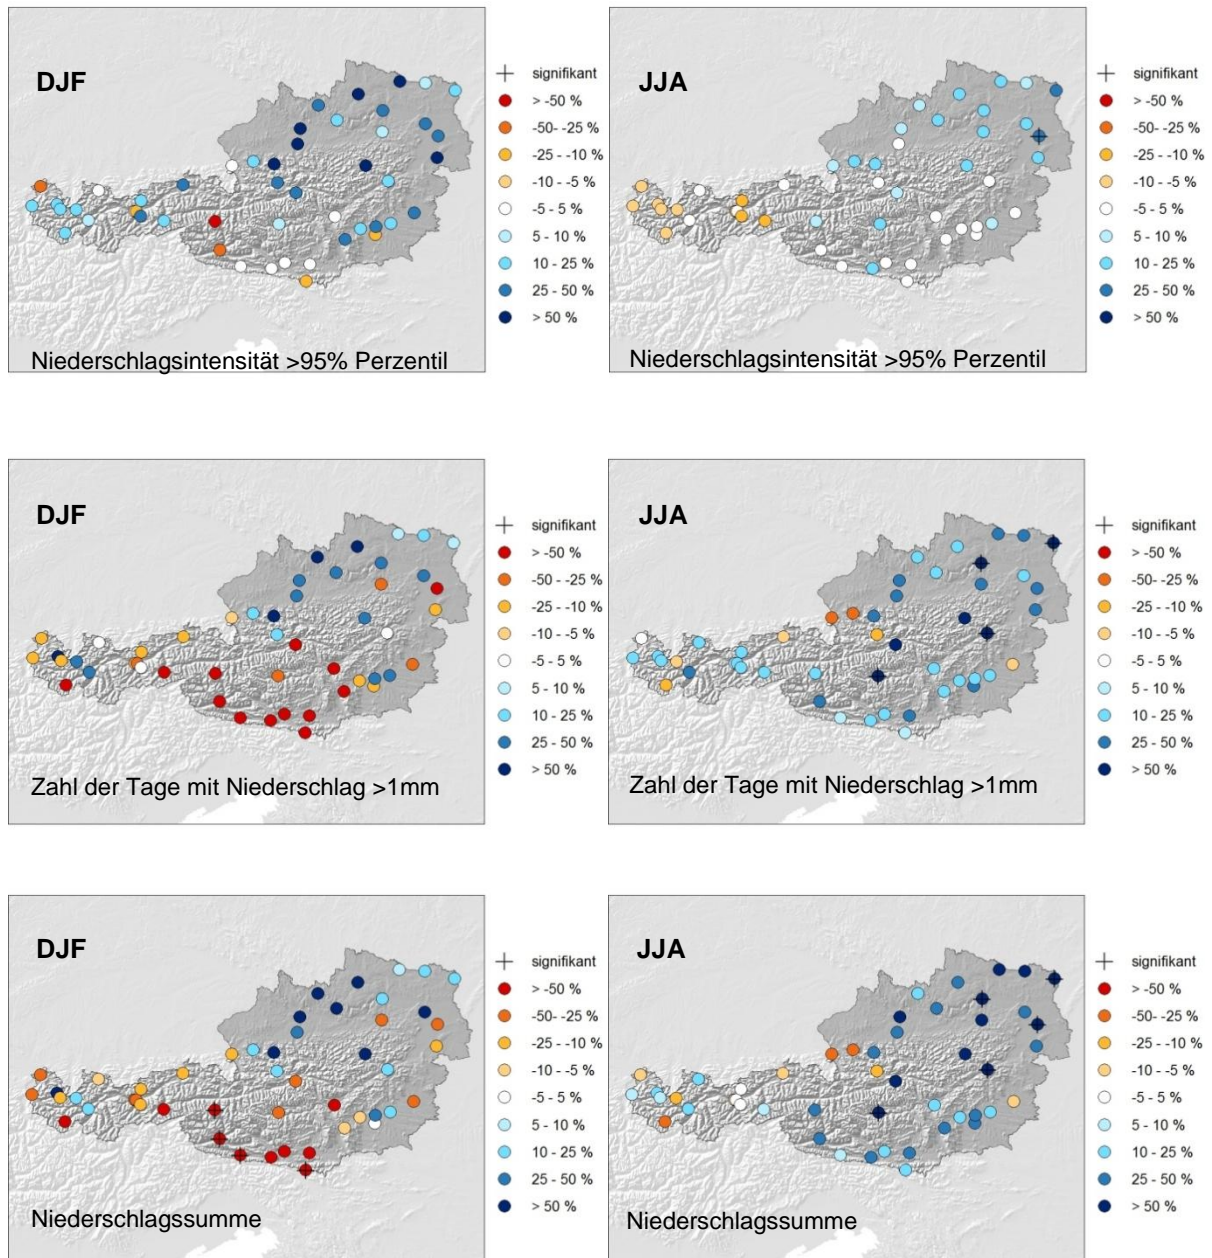 DJF
signifikant
> -50 %
-50- -25 %
-25 - -10 %
-10 - -5 %
-5 - 5 %
5 - 10 %
10 - 25 %
25 - 50 %
> 50 %
Niederschlagsintensität >95% Perzentil
JJA
signifikant
> -50 %
-50- -25 %
-25 - -10 %
-10 - -5 %
-5 - 5 %
5 - 10 %
10 - 25 %
25 - 50 %
> 50 %
Niederschlagsintensität >95% Perzentil
DJF
signifikant
> -50 %
-50- -25 %
-25 - -10 %
-10 - -5 %
-5 - 5 %
5 - 10 %
10 - 25 %
25 - 50 %
> 50 %
Zahl der Tage mit Niederschlag >1mm
JJA
signifikant
> -50 %
-50- -25 %
-25 - -10 %
-10 - -5 %
-5 - 5 %
5 - 10 %
10 - 25 %
25 - 50 %
> 50 %
Zahl der Tage mit Niederschlag >1mm
DJF
signifikant
> -50 %
-50- -25 %
-25 - -10 %
-10 - -5 %
-5 - 5 %
5 - 10 %
10 - 25 %
25 - 50 %
> 50 %
Niederschlagssumme
JJA
signifikant
> -50 %
-50- -25 %
-25 - -10 %
-10 - -5 %
-5 - 5 %
5 - 10 %
10 - 25 %
25 - 50 %
> 50 %
Niederschlagssumme